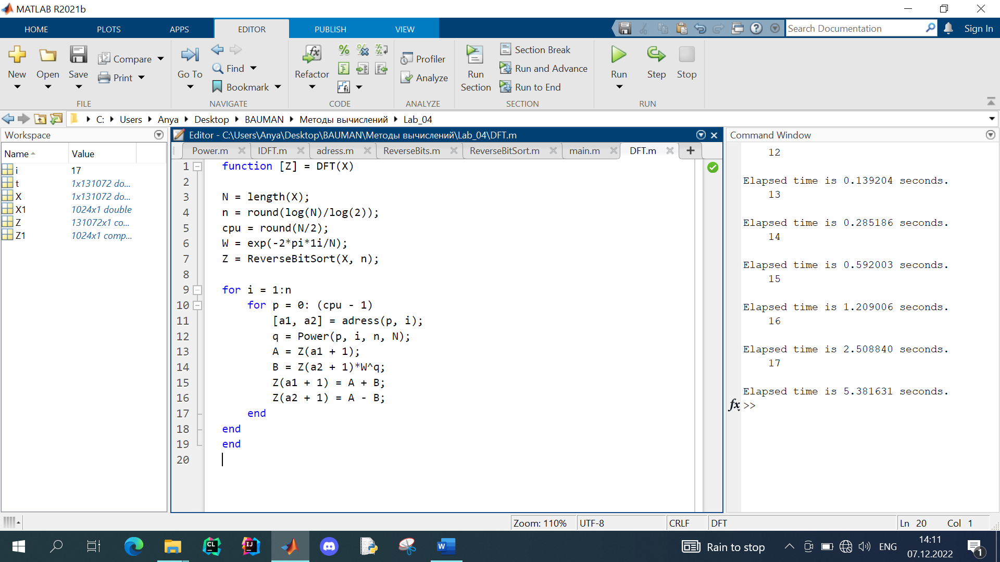 MATLAB R2021b
HOME PLOTS APPS EDITOR PUBLISH VIEW Search Documentation Sign In
New Open Save Compare Print
FILE
Go To Find Bookmark
NAVIGATE
Refactor
CODE
Profiler
Analyze
ANALYZE
Run Section
Section Break
Run and Advance
Run to End
SECTION
Run Step Stop
RUN
C: Users Anya Desktop BAUMAN Методы вычислений Lab_04
Workspace
Name Value
i 17
t 1x131072 do...
X 1x131072 do...
X1 1024x1 double
Z 131072x1 co...
Z1 1024x1 comp...
Editor - C:\Users\Anya\Desktop\BAUMAN\Методы вычислений\Lab_04\DFT.m
Power.m IDFT.m adress.m ReverseBits.m ReverseBitSort.m main.m DFT.m +
1 function [Z] = DFT(X)
2
3 N = length(X);
4 n = round(log(N)/log(2));
5 cpu = round(N/2);
6 W = exp(-2*pi*1i/N);
7 Z = ReverseBitSort(X, n);
8
9 for i = 1:n
10 for p = 0: (cpu - 1)
11 [a1, a2] = adress(p, i);
12 q = Power(p, i, n, N);
13 A = Z(a1 + 1);
14 B = Z(a2 + 1)*W^q;
15 Z(a1 + 1) = A + B;
16 Z(a2 + 1) = A - B;
17 end
18 end
19 end
20
Command Window
12
Elapsed time is 0.139204 seconds.
13
Elapsed time is 0.285186 seconds.
14
Elapsed time is 0.592003 seconds.
15
Elapsed time is 1.209006 seconds.
16
Elapsed time is 2.508840 seconds.
17
Elapsed time is 5.381631 seconds.
fx >>
Zoom: 110% UTF-8 CRLF DFT Ln 20 Col 1
CL IJ W Rain to stop ENG 14:11
07.12.2022 1